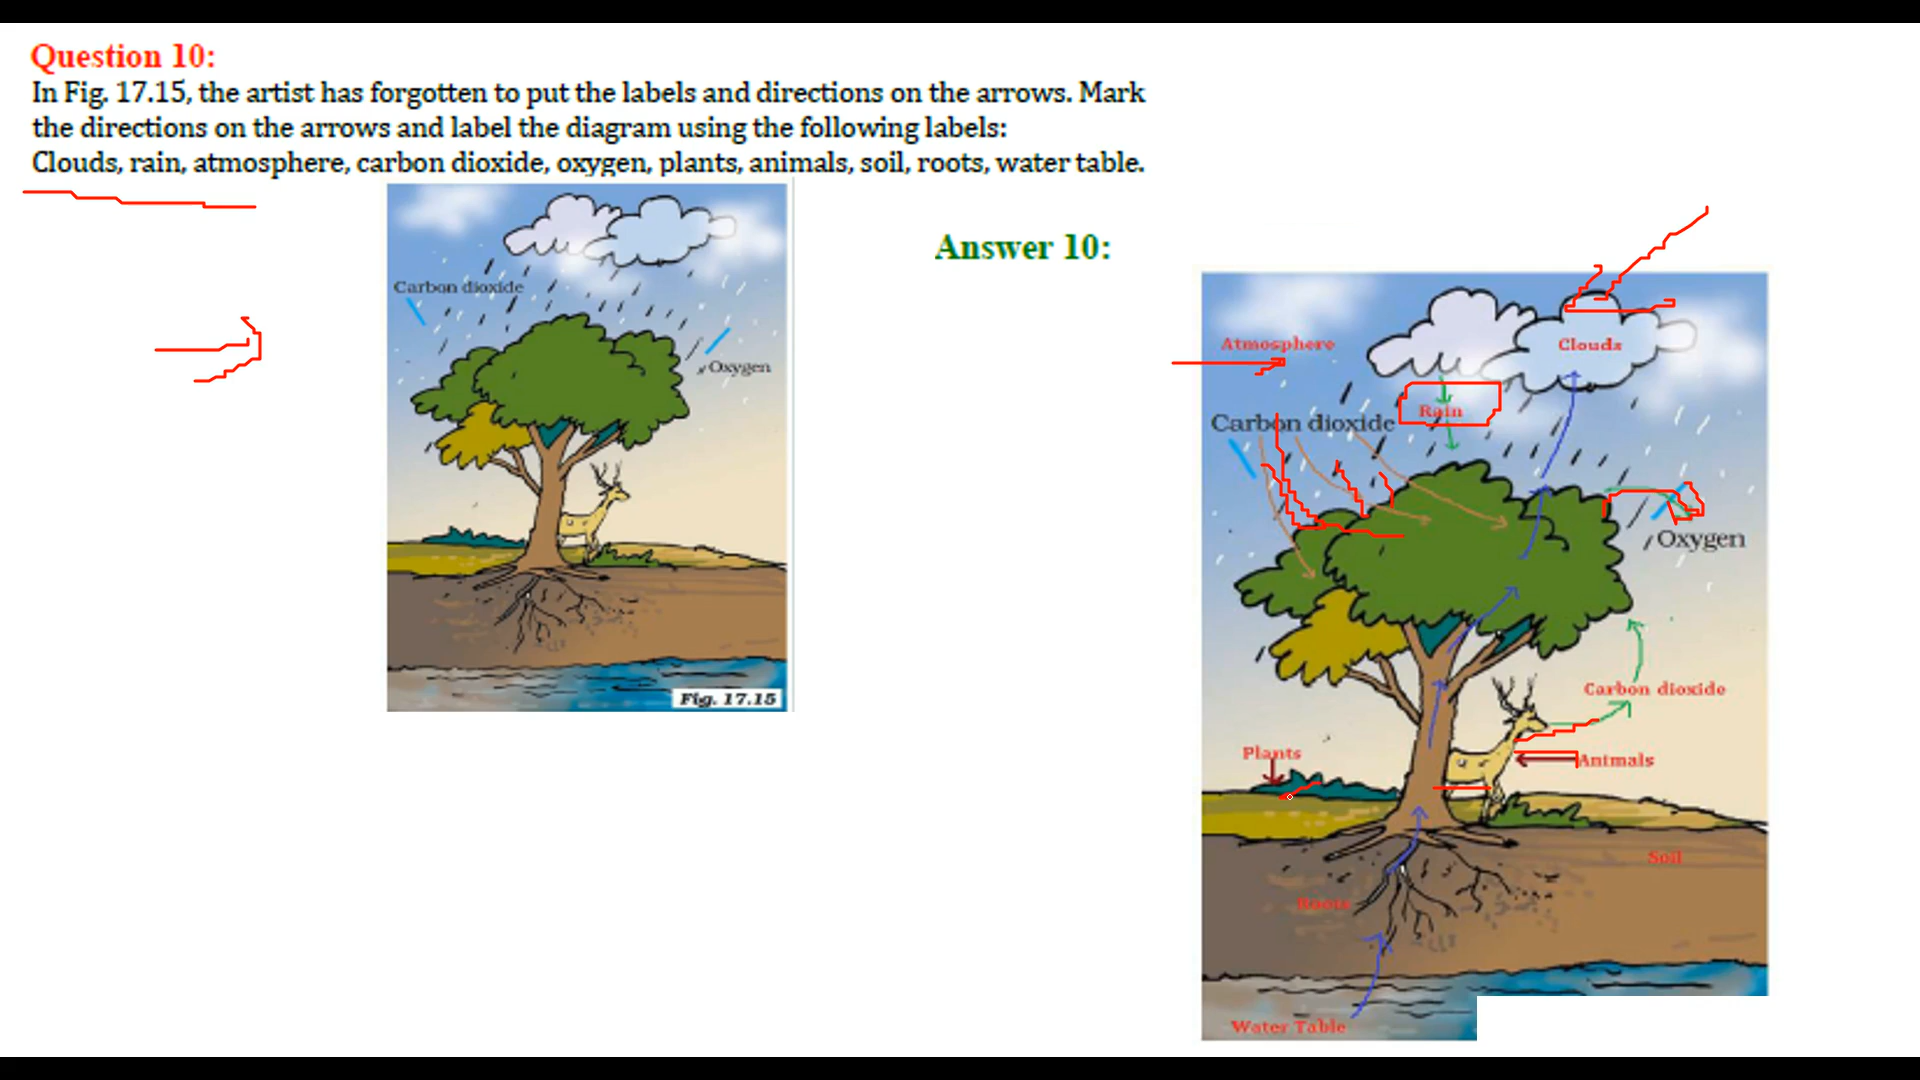 Question 10:
In Fig. 17.15, the artist has forgotten to put the labels and directions on the arrows. Mark
the directions on the arrows and label the diagram using the following labels:
Clouds, rain, atmosphere, carbon dioxide, oxygen, plants, animals, soil, roots, water table.
Carbon dioxide
Oxygen
Fig. 17.15
Answer 10:
Atmosphere
Clouds
Rain
Carbon dioxide
Oxygen
Carbon dioxide
Plants
Animals
Soil
Roots
Water Table